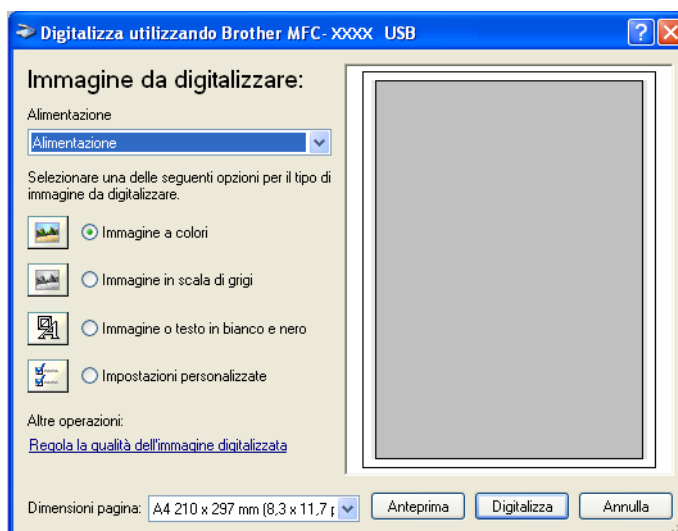 Digitalizza utilizzando Brother MFC-XXXX USB
Immagine da digitalizzare:
Alimentazione
Alimentazione
Selezionare una delle seguenti opzioni per il tipo di
immagine da digitalizzare.
Immagine a colori
Immagine in scala di grigi
Immagine o testo in bianco e nero
Impostazioni personalizzate
Altre operazioni:
Regola la qualità dell'immagine digitalizzata
Dimensioni pagina: A4 210 x 297 mm (8,3 x 11,7 p
Anteprima Digitalizza Annulla